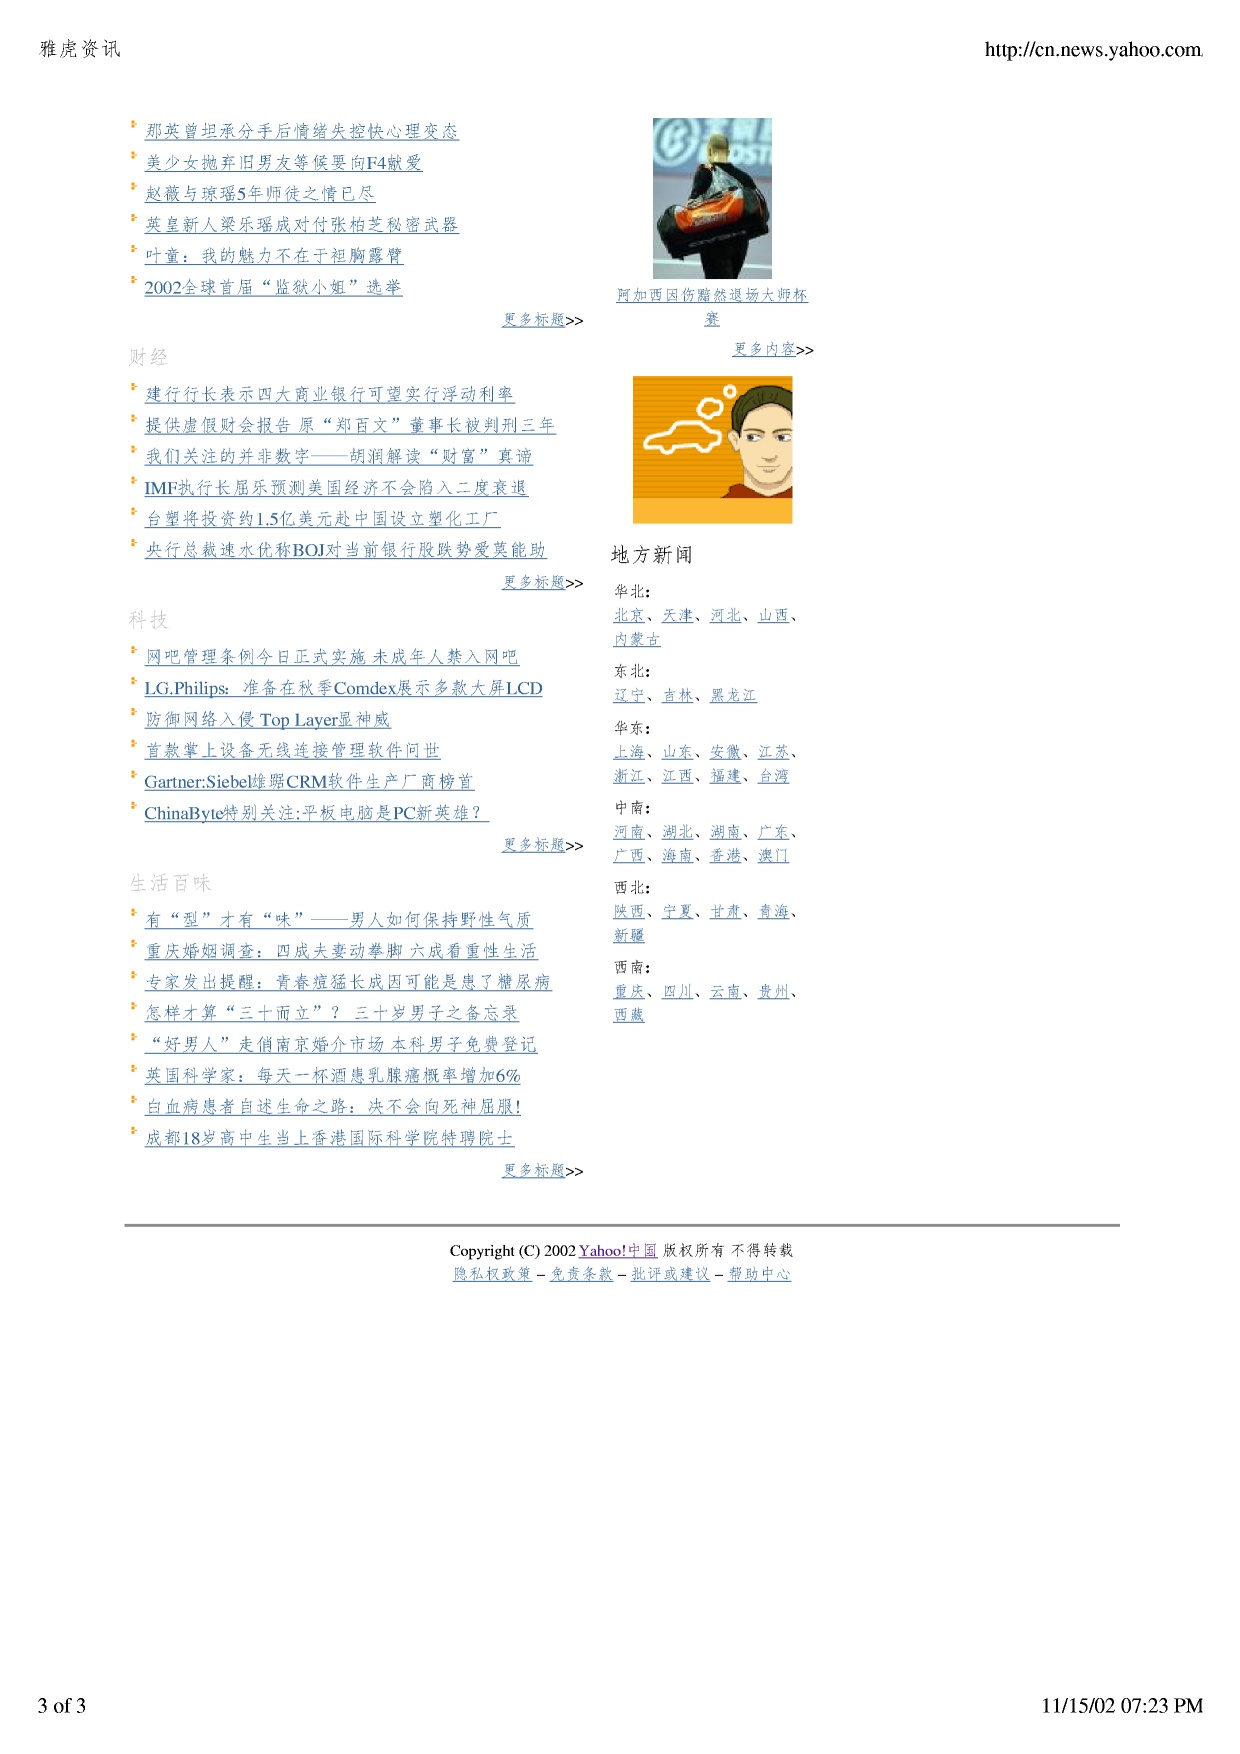 雅虎资讯
http://cn.news.yahoo.com
那英曾坦承分手后情绪失控快心理变态
美少女抛弃旧男友等候要向F4献爱
赵薇与琼瑶5年师徒之情已尽
英皇新人梁乐瑶成对付张柏芝秘密武器
叶童：我的魅力不在于袒胸露臂
2002全球首届“监狱小姐”选举
更多标题>>
财经
建行行长表示四大商业银行可望实行浮动利率
提供虚假财会报告 原“郑百文”董事长被判刑三年
我们关注的并非数字——胡润解读“财富”真谛
IMF执行长屈乐预测美国经济不会陷入二度衰退
台塑将投资约1.5亿美元赴中国设立塑化工厂
央行总裁速水优称BOJ对当前银行股跌势爱莫能助
更多标题>>
科技
网吧管理条例今日正式实施 未成年人禁入网吧
LG.Philips：准备在秋季Comdex展示多款大屏LCD
防御网络入侵 Top Layer显神威
首款掌上设备无线连接管理软件问世
Gartner:Siebel雄踞CRM软件生产厂商榜首
ChinaByte特别关注:平板电脑是PC新英雄？
更多标题>>
生活百味
有“型”才有“味”——男人如何保持野性气质
重庆婚姻调查：四成夫妻动拳脚 六成看重性生活
专家发出提醒：青春痘猛长成因可能是患了糖尿病
怎样才算“三十而立”？ 三十岁男子之备忘录
“好男人”走俏南京婚介市场 本科男子免费登记
英国科学家：每天一杯酒患乳腺癌概率增加6%
白血病患者自述生命之路：决不会向死神屈服!
成都18岁高中生当上香港国际科学院特聘院士
更多标题>>
阿加西因伤黯然退场大师杯
赛
更多内容>>
地方新闻
华北:
北京、天津、河北、山西、
内蒙古
东北:
辽宁、吉林、黑龙江
华东:
上海、山东、安徽、江苏、
浙江、江西、福建、台湾
中南:
河南、湖北、湖南、广东、
广西、海南、香港、澳门
西北:
陕西、宁夏、甘肃、青海、
新疆
西南:
重庆、四川、云南、贵州、
西藏
Copyright (C) 2002 Yahoo!中国 版权所有 不得转载
隐私权政策 – 免责条款 – 批评或建议 – 帮助中心
3 of 3
11/15/02 07:23 PM